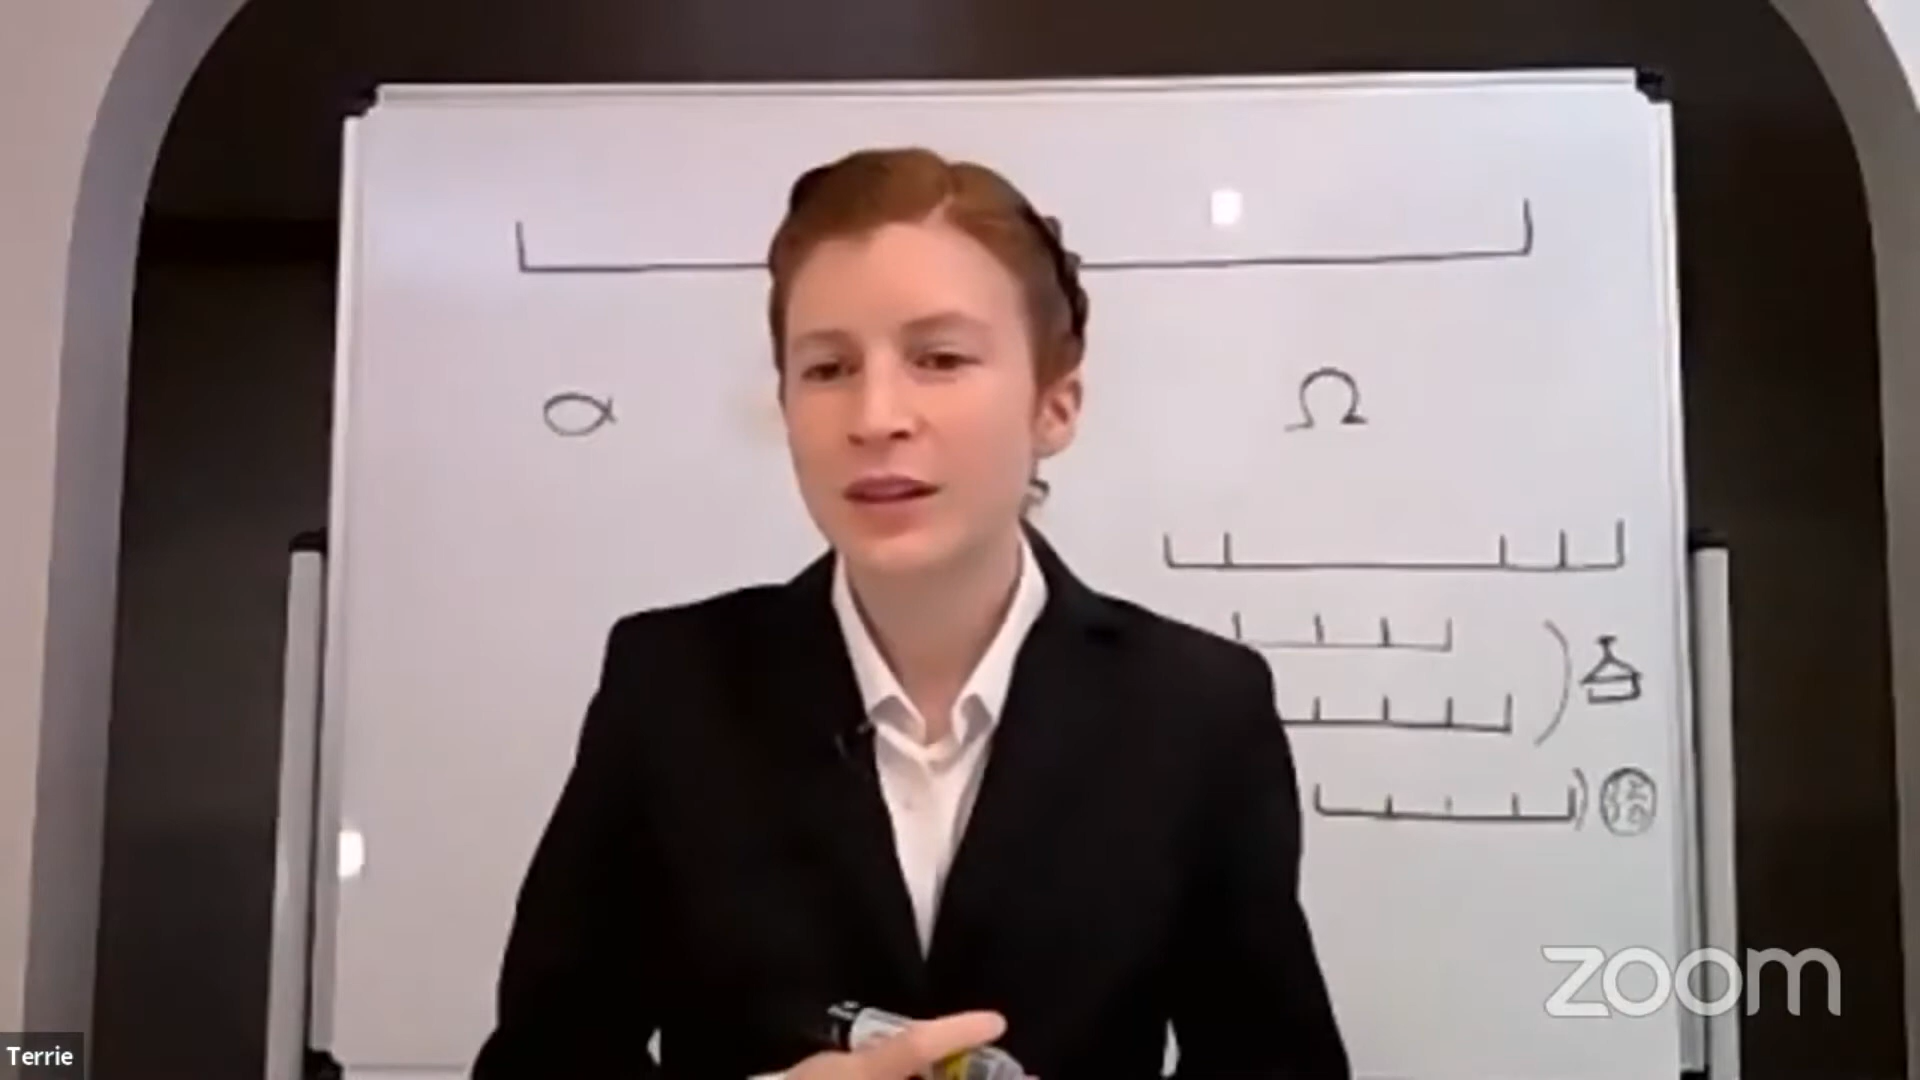 α Ω
zoom
Terrie